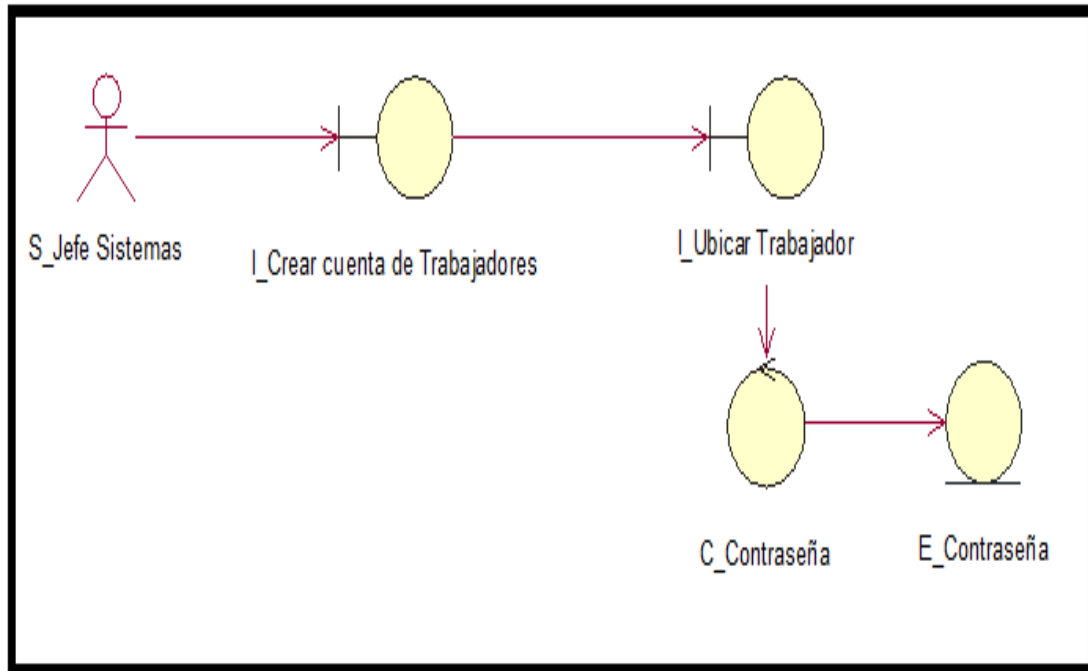 S_Jefe Sistemas
I_Crear cuenta de Trabajadores
I_Ubicar Trabajador
C_Contraseña
E_Contraseña